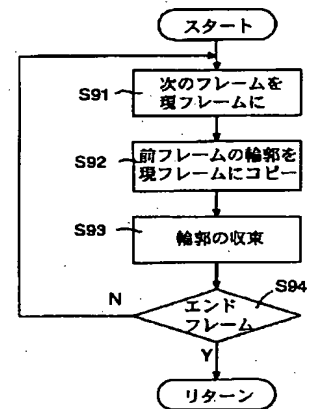 スタート
S91
次のフレームを
現フレームに
S92
前フレームの輪郭を
現フレームにコピー
S93
輪郭の収束
N
S94
エンド
フレーム
Y
リターン